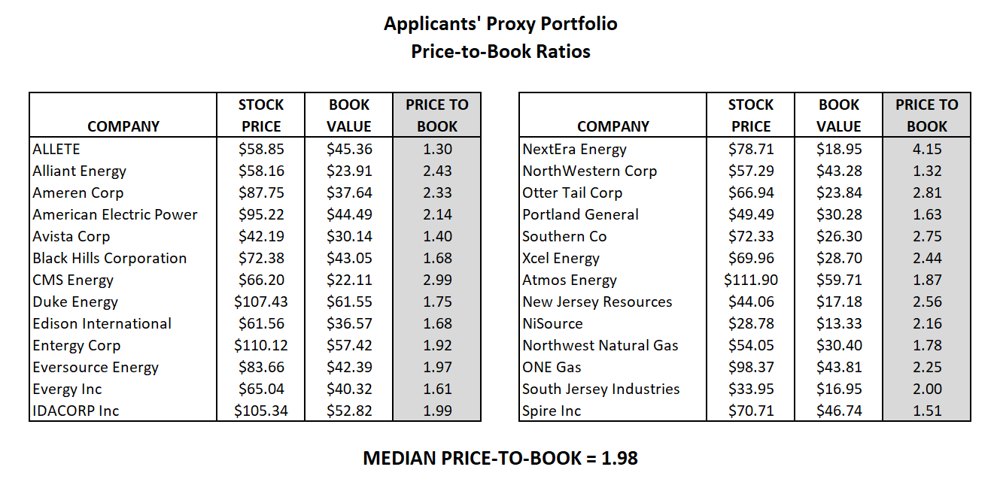 Applicants' Proxy Portfolio
Price-to-Book Ratios
COMPANY STOCK PRICE BOOK VALUE PRICE TO BOOK
ALLETE $58.85 $45.36 1.30
Alliant Energy $58.16 $23.91 2.43
Ameren Corp $87.75 $37.64 2.33
American Electric Power $95.22 $44.49 2.14
Avista Corp $42.19 $30.14 1.40
Black Hills Corporation $72.38 $43.05 1.68
CMS Energy $66.20 $22.11 2.99
Duke Energy $107.43 $61.55 1.75
Edison International $61.56 $36.57 1.68
Entergy Corp $110.12 $57.42 1.92
Eversource Energy $83.66 $42.39 1.97
Evergy Inc $65.04 $40.32 1.61
IDACORP Inc $105.34 $52.82 1.99
COMPANY STOCK PRICE BOOK VALUE PRICE TO BOOK
NextEra Energy $78.71 $18.95 4.15
NorthWestern Corp $57.29 $43.28 1.32
Otter Tail Corp $66.94 $23.84 2.81
Portland General $49.49 $30.28 1.63
Southern Co $72.33 $26.30 2.75
Xcel Energy $69.96 $28.70 2.44
Atmos Energy $111.90 $59.71 1.87
New Jersey Resources $44.06 $17.18 2.56
NiSource $28.78 $13.33 2.16
Northwest Natural Gas $54.05 $30.40 1.78
ONE Gas $98.37 $43.81 2.25
South Jersey Industries $33.95 $16.95 2.00
Spire Inc $70.71 $46.74 1.51
MEDIAN PRICE-TO-BOOK = 1.98